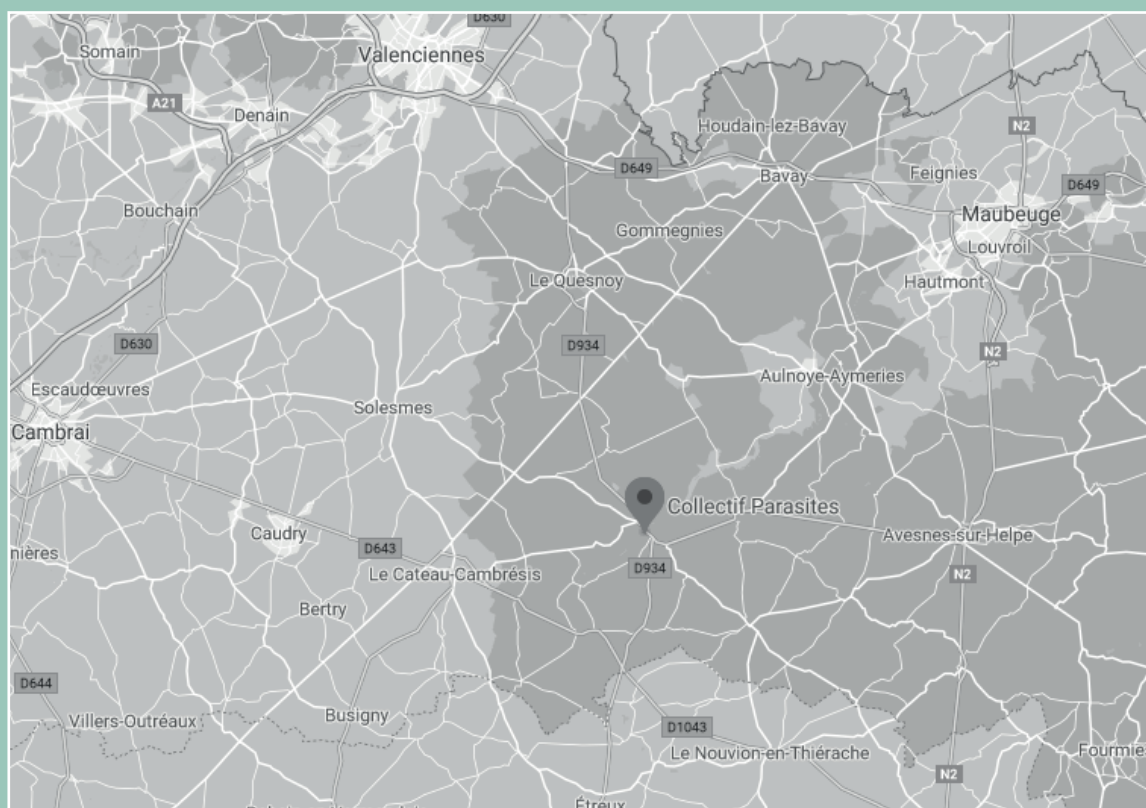 D630
Somain
Valenciennes
A21
Denain
Houdain-lez-Bavay
N2
D649
Bavay
Feignies
D649
Bouchain
Maubeuge
Gommegnies
Louvroil
Le Quesnoy
Hautmont
D630
D934
N2
Escaudœuvres
Aulnoye-Aymeries
Solesmes
Cambrai
Collectif Parasites
Caudry
Avesnes-sur-Helpe
nières
D643
Le Cateau-Cambrésis
D934
N2
Bertry
D644
Villers-Outréaux
Busigny
D1043
Le Nouvion-en-Thiérache
Fourmie
N2
Étreux